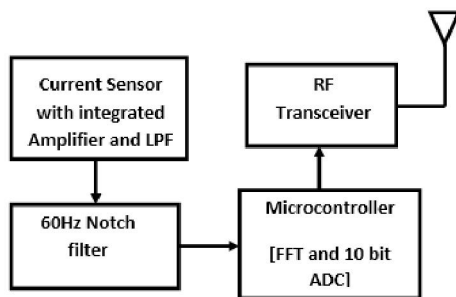 Current Sensor
with integrated
Amplifier and LPF
RF
Transceiver
60Hz Notch
filter
Microcontroller
[FFT and 10 bit
ADC]